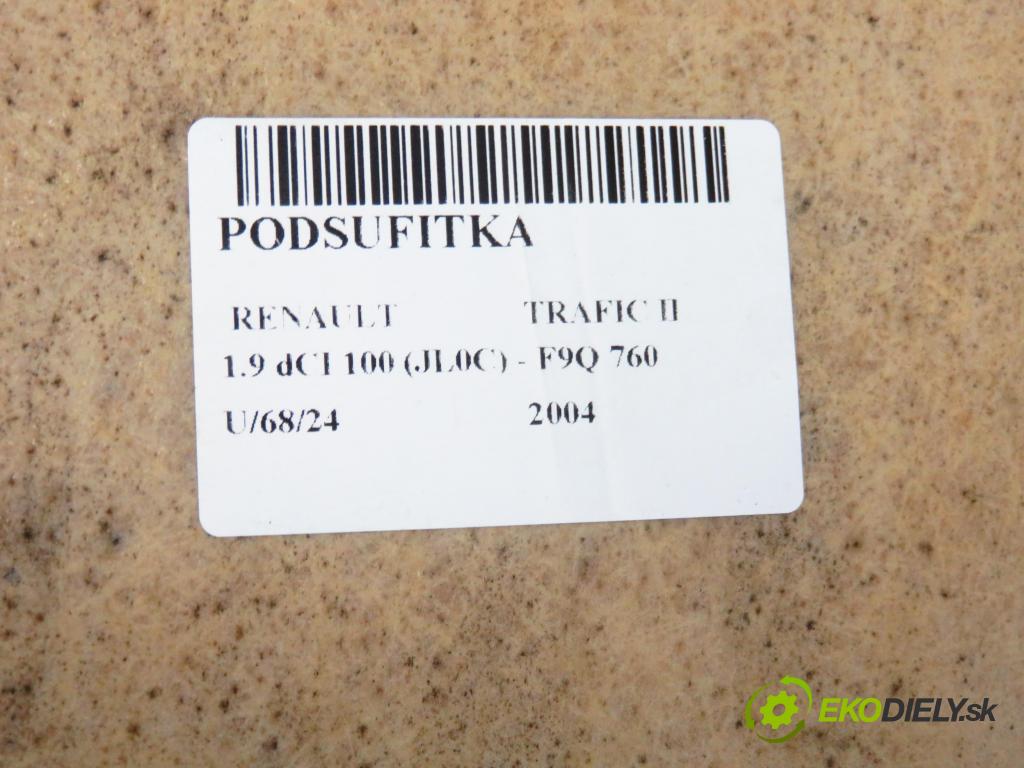 PODSUFITKA
RENAULT TRAFIC II
1.9 dCI 100 (JL0C) - F9Q 760
U/68/24 2004
EKODIELY.sk